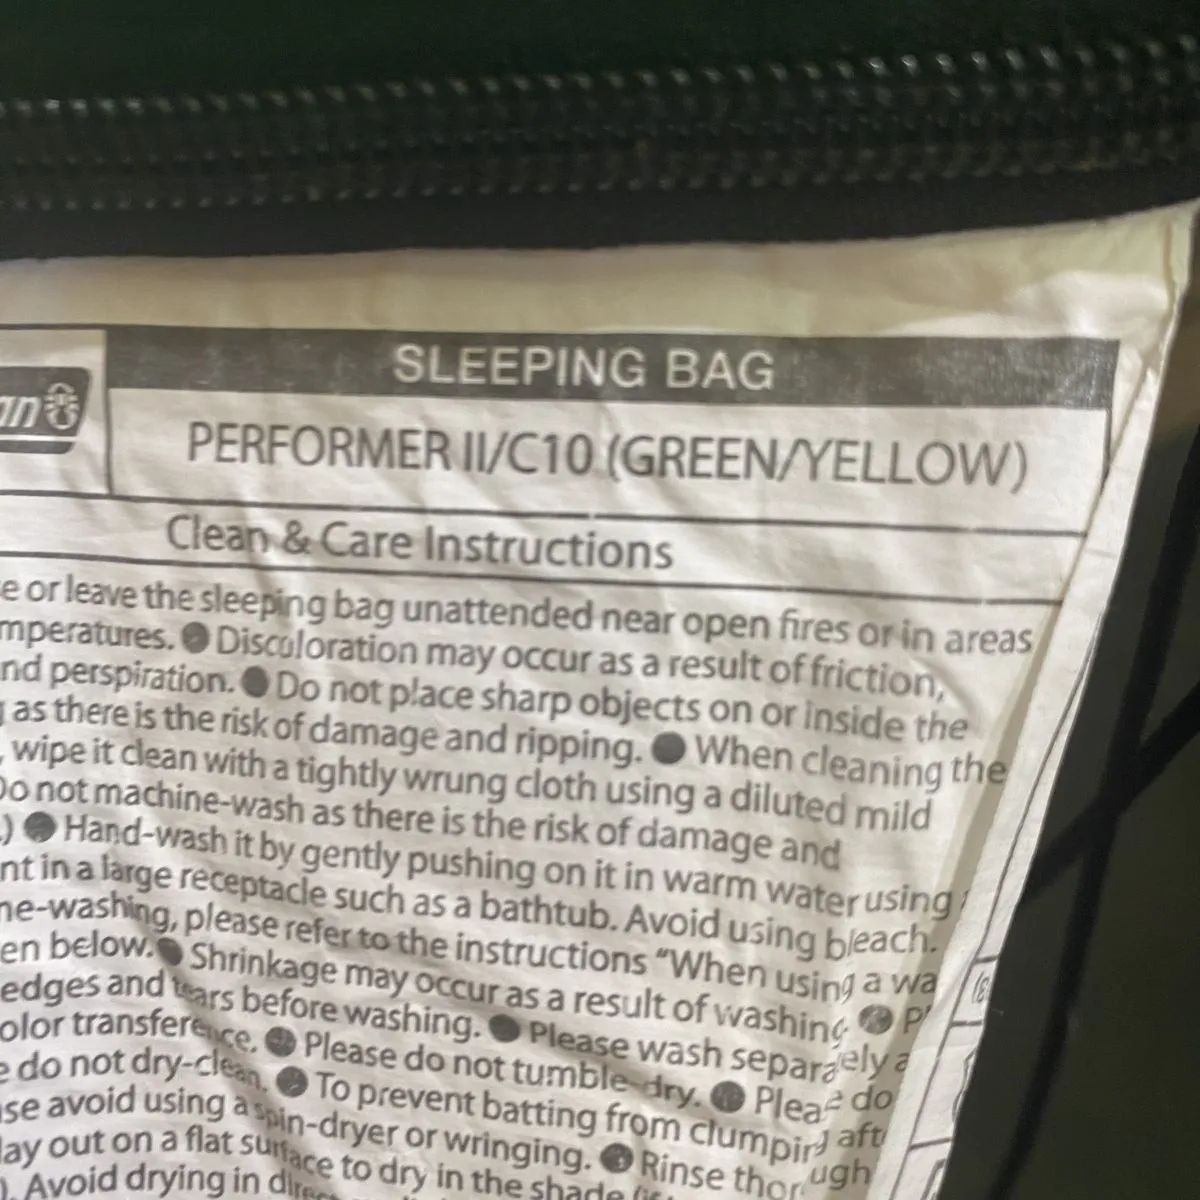 SLEEPING BAG
PERFORMER II/C10 (GREEN/YELLOW)
Clean & Care Instructions
e or leave the sleeping bag unattended near open fires or in areas
mperatures. ● Discoloration may occur as a result of friction,
nd perspiration. ● Do not place sharp objects on or inside the
g as there is the risk of damage and ripping. ● When cleaning the
, wipe it clean with a tightly wrung cloth using a diluted mild
Do not machine-wash as there is the risk of damage and
.) ● Hand-wash it by gently pushing on it in warm water using
nt in a large receptacle such as a bathtub. Avoid using bleach.
ne-washing, please refer to the instructions "When using a wa
en below. ● Shrinkage may occur as a result of washing ● P
edges and tears before washing. ● Please wash separately a
olor transference. ● Please do not tumble-dry. ● Please do
e do not dry-clean. ● To prevent batting from clumping aft
se avoid using a spin-dryer or wringing. ● Rinse thor ugh
lay out on a flat surface to dry in the shade
). Avoid drying in direc